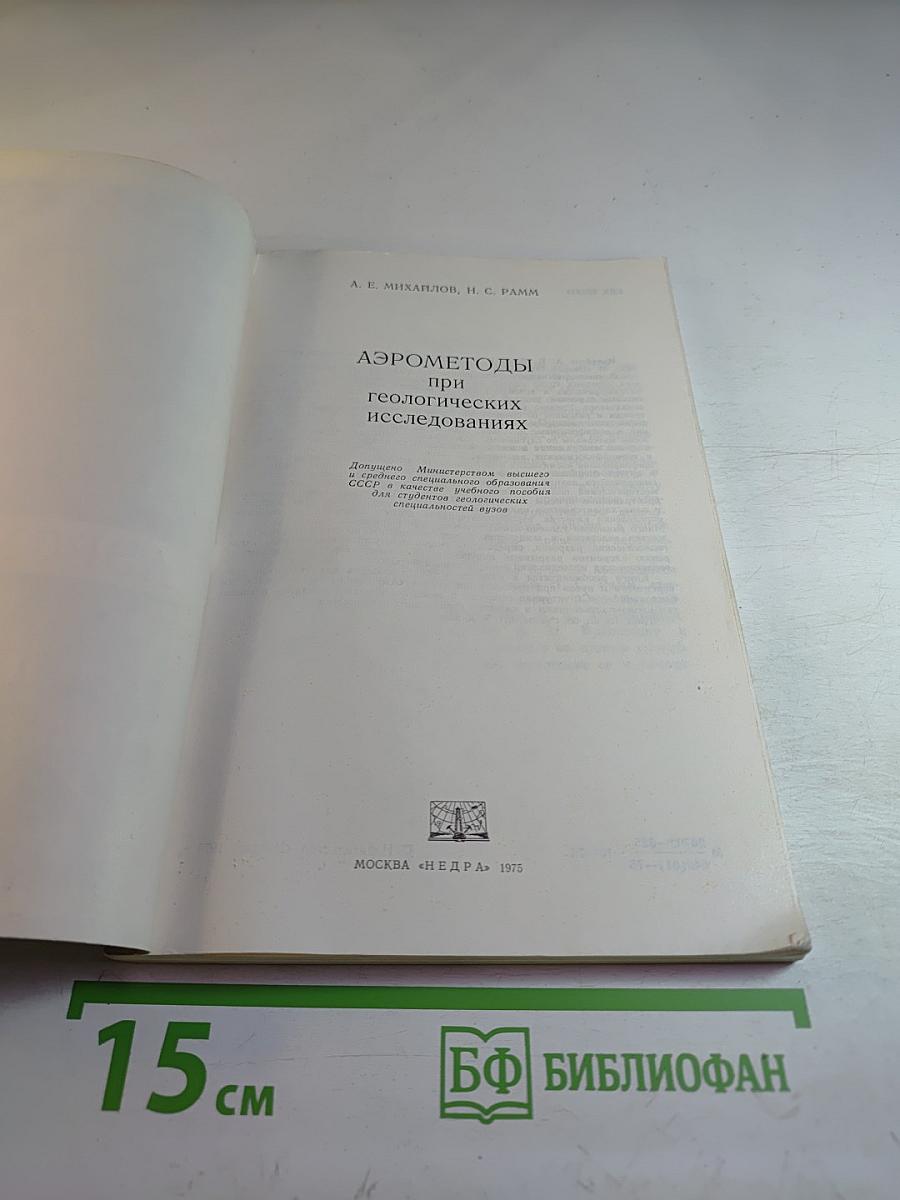 А. Е. МИХАЙЛОВ, Н. С. РАММ
АЭРОМЕТОДЫ
при
геологических
исследованиях
Допущено Министерством высшего
и среднего специального образования
СССР в качестве учебного пособия
для студентов геологических
специальностей вузов
МОСКВА «НЕДРА» 1975
15 см
БФ БИБЛИОФАН